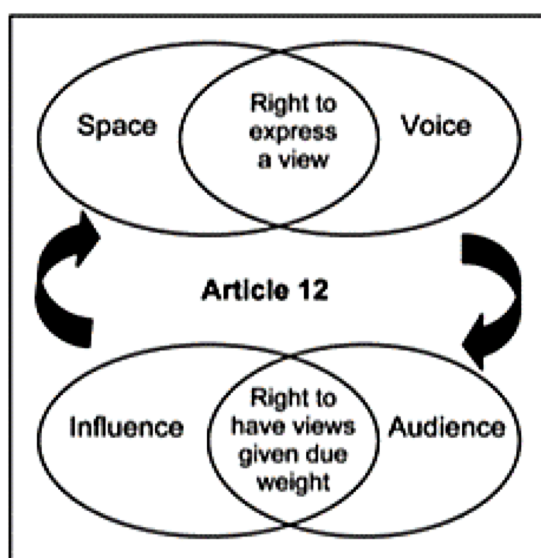 Space
Right to
express
a view
Voice
Article 12
Influence
Right to
have views
given due
weight
Audience